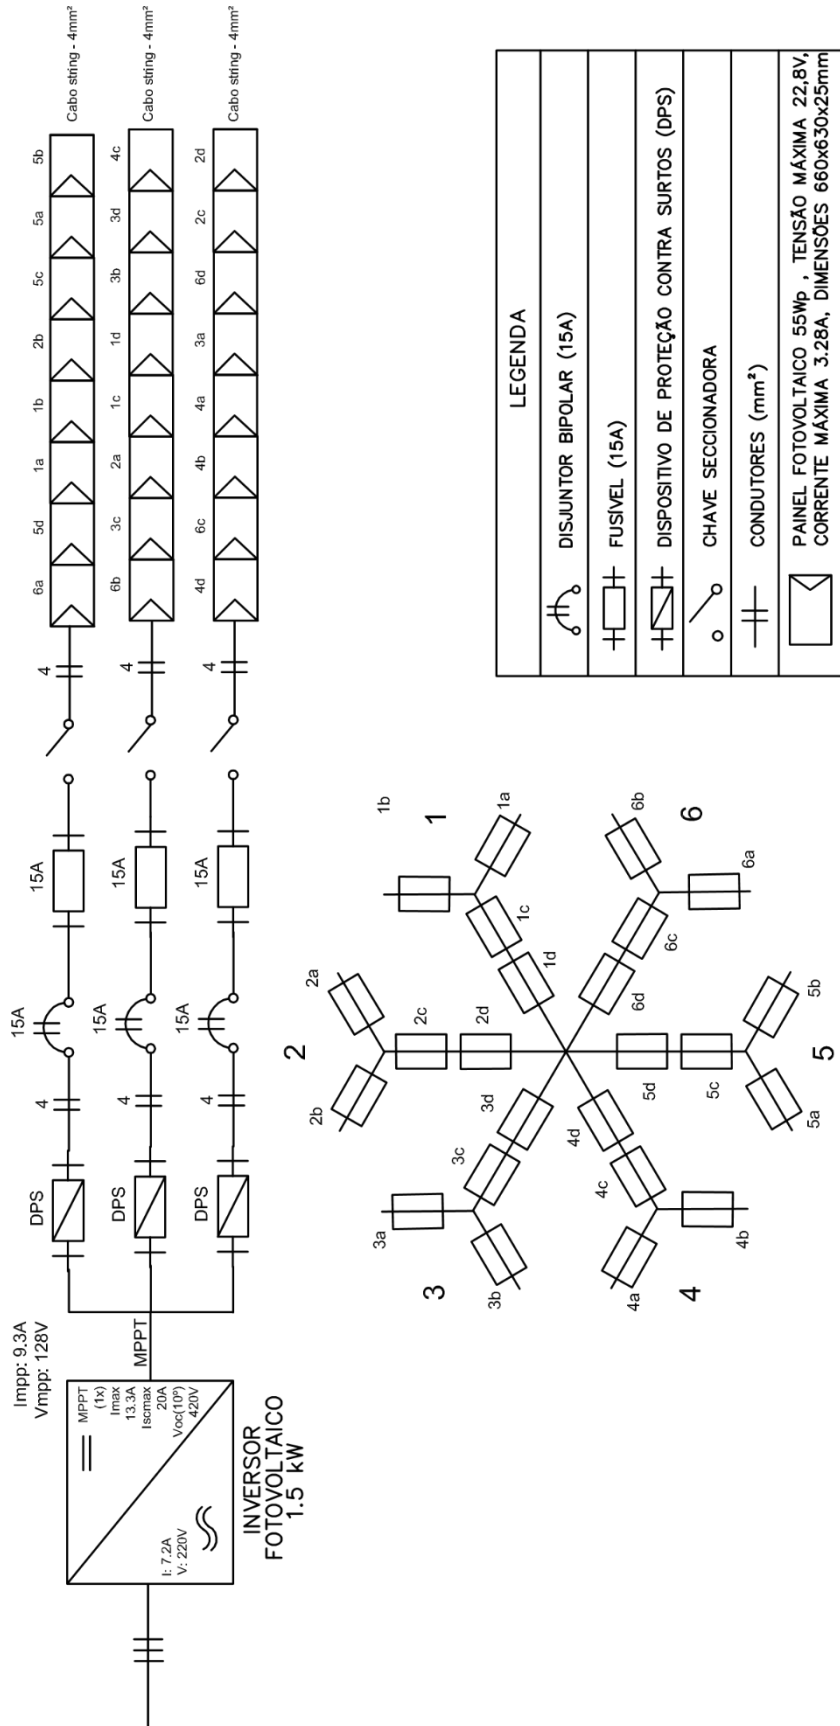 Cabo string - 4mm²
Cabo string - 4mm²
Cabo string - 4mm²
5b
5a
5c
2b
1b
1a
5d
6a
4c
3d
3b
1d
1c
2a
3c
6b
2d
2c
6d
3a
4a
4b
6c
4d
4
4
4
15A
15A
15A
15A
15A
15A
4
4
4
DPS
DPS
DPS
Impp: 9.3A
Vmpp: 128V
MPPT
MPPT
(1x)
Imax
13.3A
Iscmax
20A
Voc(10º)
420V
I: 7.2A
V: 220V
INVERSOR
FOTOVOLTAICO
1.5 kW
LEGENDA
DISJUNTOR BIPOLAR (15A)
FUSÍVEL (15A)
DISPOSITIVO DE PROTEÇÃO CONTRA SURTOS (DPS)
CHAVE SECCIONADORA
CONDUTORES (mm²)
PAINEL FOTOVOLTAICO 55Wp , TENSÃO MÁXIMA 22,8V,
CORRENTE MÁXIMA 3.28A, DIMENSÕES 660x630x25mm
1
1b
1a
1c
1d
2
2a
2b
2c
2d
3
3a
3b
3c
3d
4
4a
4b
4c
4d
5
5a
5b
5c
5d
6
6a
6b
6c
6d